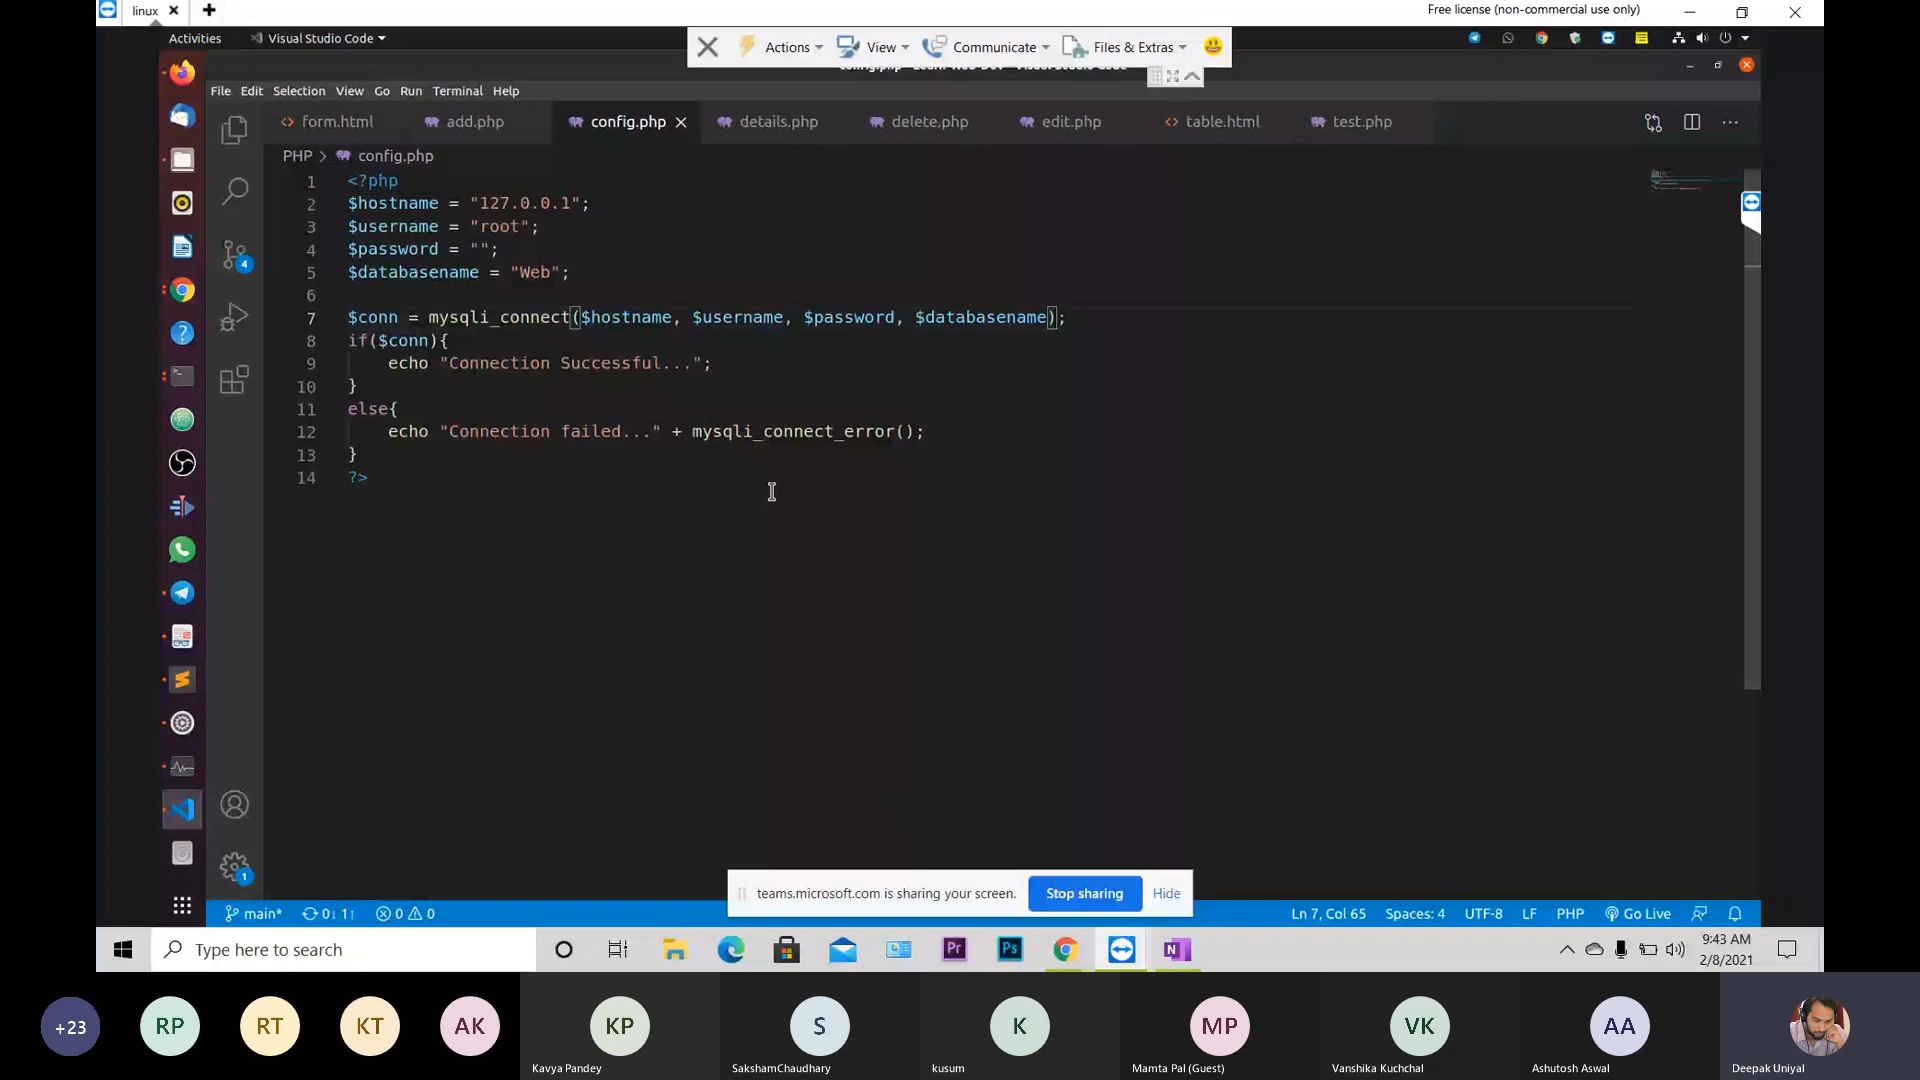 linux
Free license (non-commercial use only)
Activities
Visual Studio Code
Actions
View
Communicate
Files & Extras
File Edit Selection View Go Run Terminal Help
form.html
add.php
config.php
details.php
delete.php
edit.php
table.html
test.php
PHP > config.php
1 <?php
2 $hostname = "127.0.0.1";
3 $username = "root";
4 $password = "";
5 $databasename = "Web";
6
7 $conn = mysqli_connect($hostname, $username, $password, $databasename);
8 if($conn){
9 echo "Connection Successful...";
10 }
11 else{
12 echo "Connection failed..." + mysqli_connect_error();
13 }
14 ?>
4
1
teams.microsoft.com is sharing your screen.
Stop sharing
Hide
main*
0↓ 1↑
0
0
Ln 7, Col 65
Spaces: 4
UTF-8
LF
PHP
Go Live
Type here to search
Pr
Ps
N
9:43 AM
2/8/2021
+23
RP
RT
KT
AK
KP
S
K
MP
VK
AA
Kavya Pandey
SakshamChaudhary
kusum
Mamta Pal (Guest)
Vanshika Kuchchal
Ashutosh Aswal
Deepak Uniyal